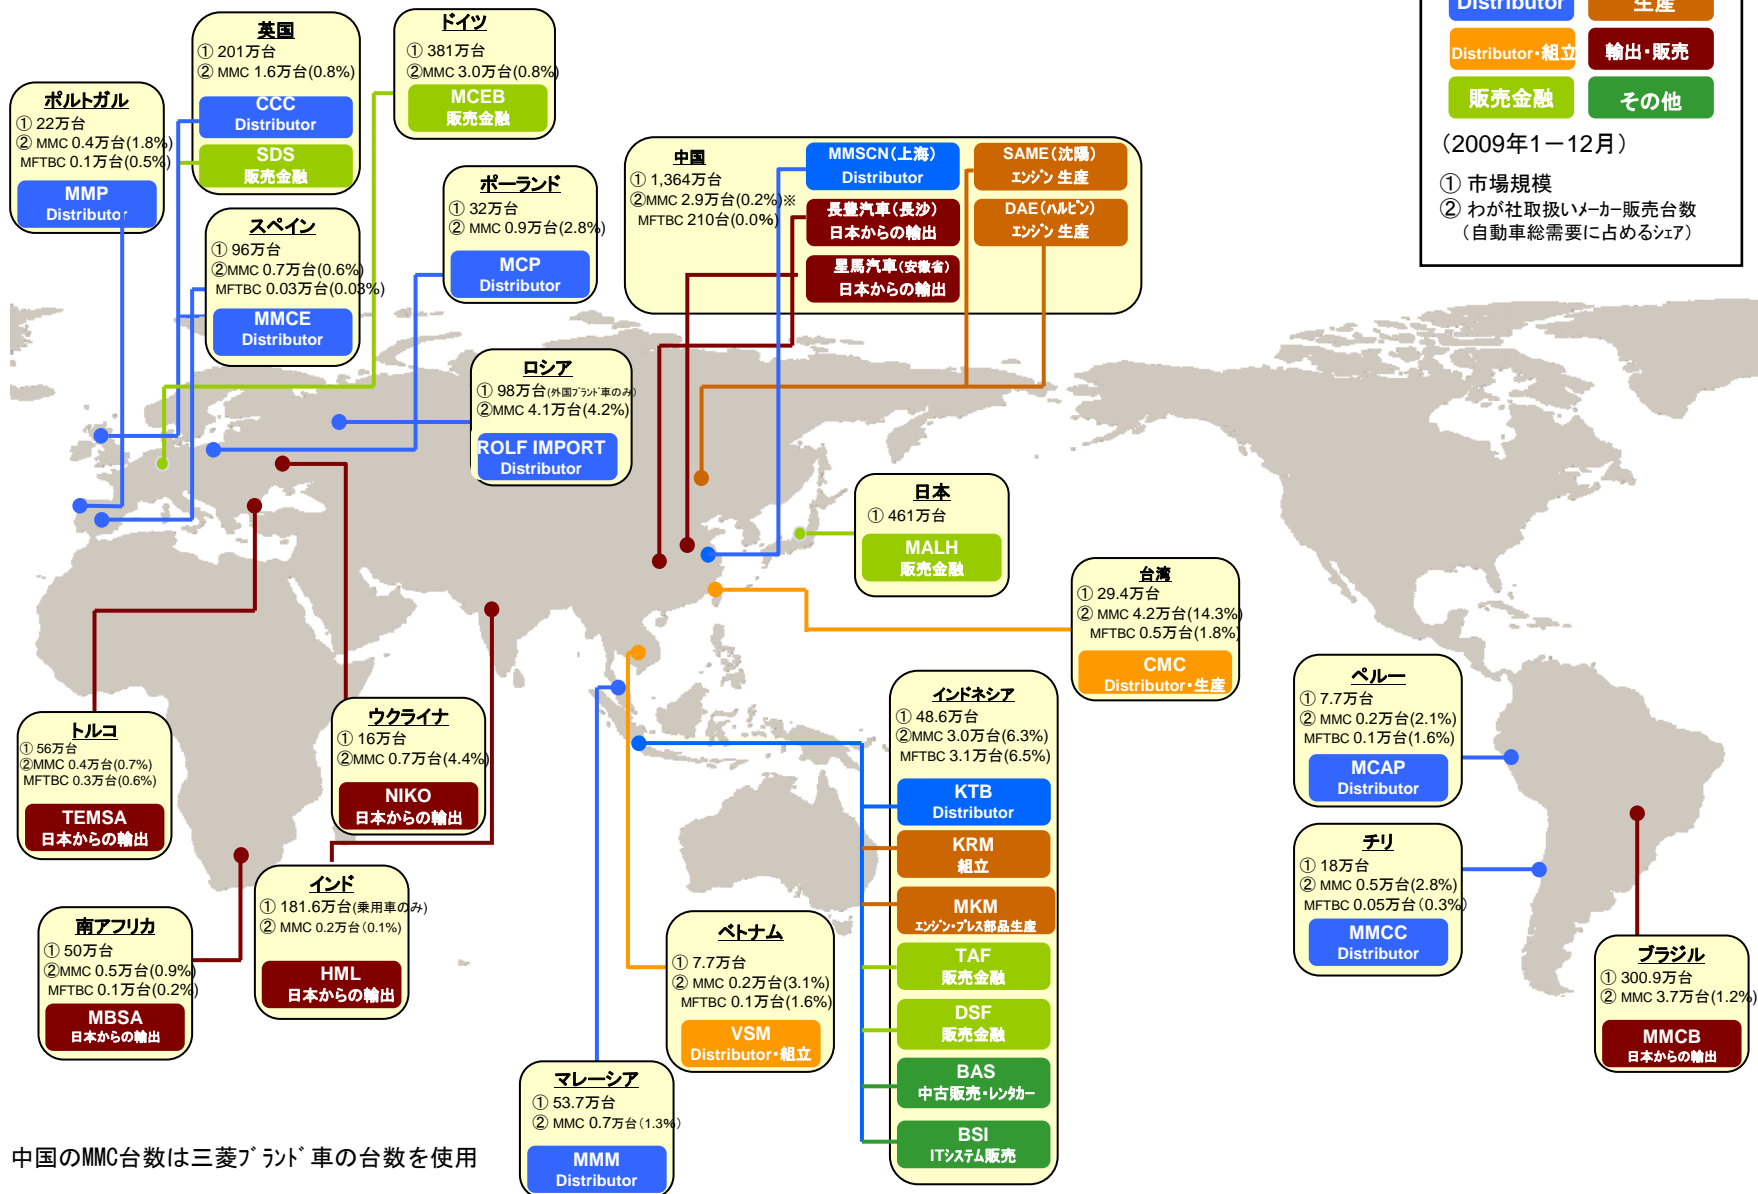 英国
① 201万台
② MMC 1.6万台(0.8%)
CCC
Distributor
SDS
販売金融
ドイツ
① 381万台
②MMC 3.0万台(0.8%)
MCEB
販売金融
ポルトガル
① 22万台
② MMC 0.4万台(1.8%)
MFTBC 0.1万台(0.5%)
MMP
Distributor
スペイン
① 96万台
②MMC 0.7万台(0.6%)
MFTBC 0.03万台(0.03%)
MMCE
Distributor
ポーランド
① 32万台
② MMC 0.9万台(2.8%)
MCP
Distributor
ロシア
① 98万台(外国ブランド車のみ)
②MMC 4.1万台(4.2%)
ROLF IMPORT
Distributor
中国
① 1,364万台
②MMC 2.9万台(0.2%)※
MFTBC 210台(0.0%)
MMSCN(上海)
Distributor
長豊汽車(長沙)
日本からの輸出
星馬汽車(安徽省)
日本からの輸出
SAME(沈陽)
エンジン 生産
DAE(ハルビン)
エンジン 生産
Distributor
生産
Distributor・組立
輸出・販売
販売金融
その他
(2009年1－12月)
① 市場規模
② わが社取扱いメーカー販売台数
(自動車総需要に占めるシェア)
日本
① 461万台
MALH
販売金融
台湾
① 29.4万台
② MMC 4.2万台(14.3%)
MFTBC 0.5万台(1.8%)
CMC
Distributor・生産
トルコ
① 56万台
②MMC 0.4万台(0.7%)
MFTBC 0.3万台(0.6%)
TEMSA
日本からの輸出
ウクライナ
① 16万台
②MMC 0.7万台(4.4%)
NIKO
日本からの輸出
インド
① 181.6万台(乗用車のみ)
② MMC 0.2万台(0.1%)
HML
日本からの輸出
南アフリカ
① 50万台
②MMC 0.5万台(0.9%)
MFTBC 0.1万台(0.2%)
MBSA
日本からの輸出
マレーシア
① 53.7万台
② MMC 0.7万台(1.3%)
MMM
Distributor
ベトナム
① 7.7万台
② MMC 0.2万台(3.1%)
MFTBC 0.1万台(1.6%)
VSM
Distributor・組立
インドネシア
① 48.6万台
②MMC 3.0万台(6.3%)
MFTBC 3.1万台(6.5%)
KTB
Distributor
KRM
組立
MKM
エンジン・プレス部品生産
TAF
販売金融
DSF
販売金融
BAS
中古販売・レンタカー
BSI
ITシステム販売
ペルー
① 7.7万台
② MMC 0.2万台(2.1%)
MFTBC 0.1万台(1.6%)
MCAP
Distributor
チリ
① 18万台
② MMC 0.5万台(2.8%)
MFTBC 0.05万台(0.3%)
MMCC
Distributor
ブラジル
① 300.9万台
② MMC 3.7万台(1.2%)
MMCB
日本からの輸出
中国のMMC台数は三菱ブランド車の台数を使用